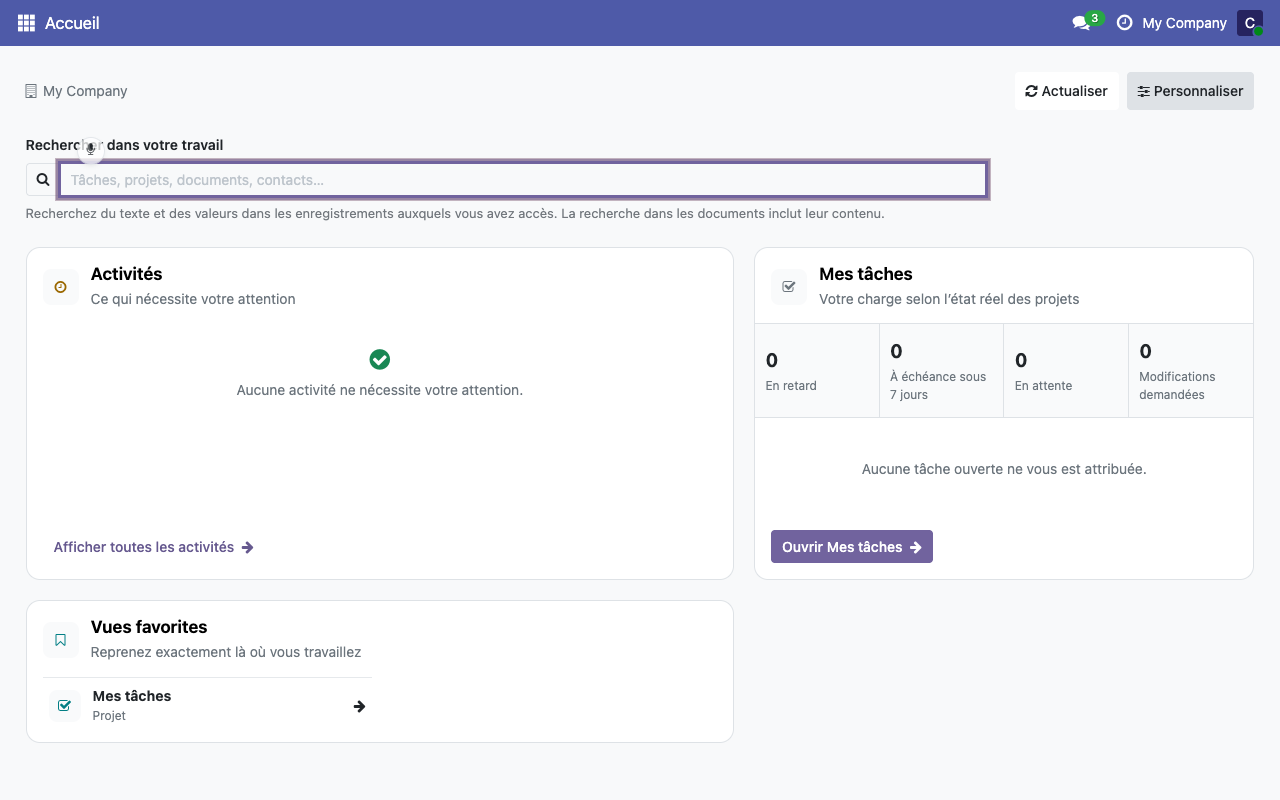 Accueil
3
My Company
C
My Company
Actualiser
Personnaliser
Rechercher dans votre travail
Tâches, projets, documents, contacts...
Recherchez du texte et des valeurs dans les enregistrements auxquels vous avez accès. La recherche dans les documents inclut leur contenu.
Activités
Ce qui nécessite votre attention
Aucune activité ne nécessite votre attention.
Afficher toutes les activités
Mes tâches
Votre charge selon l’état réel des projets
0
En retard
0
À échéance sous
7 jours
0
En attente
0
Modifications
demandées
Aucune tâche ouverte ne vous est attribuée.
Ouvrir Mes tâches
Vues favorites
Reprenez exactement là où vous travaillez
Mes tâches
Projet